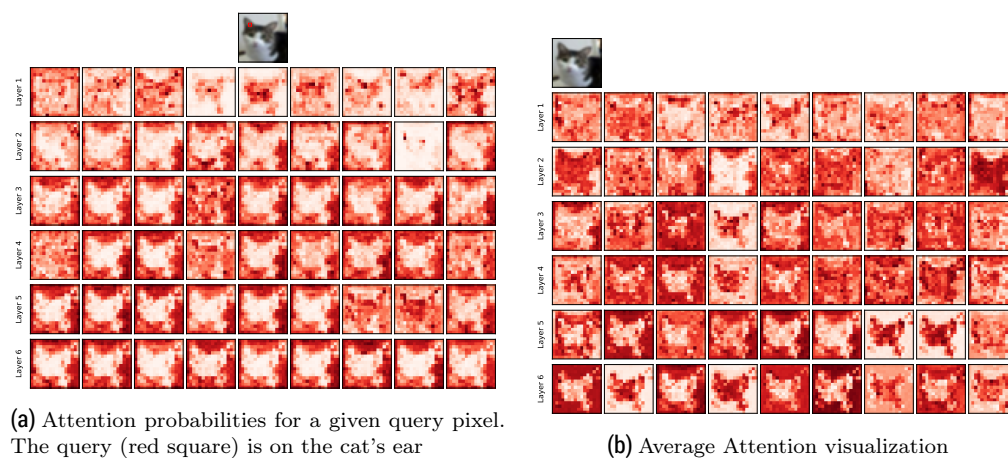 Layer 1
Layer 2
Layer 3
Layer 4
Layer 5
Layer 6
(a) Attention probabilities for a given query pixel.
The query (red square) is on the cat's ear
Layer 1
Layer 2
Layer 3
Layer 4
Layer 5
Layer 6
(b) Average Attention visualization